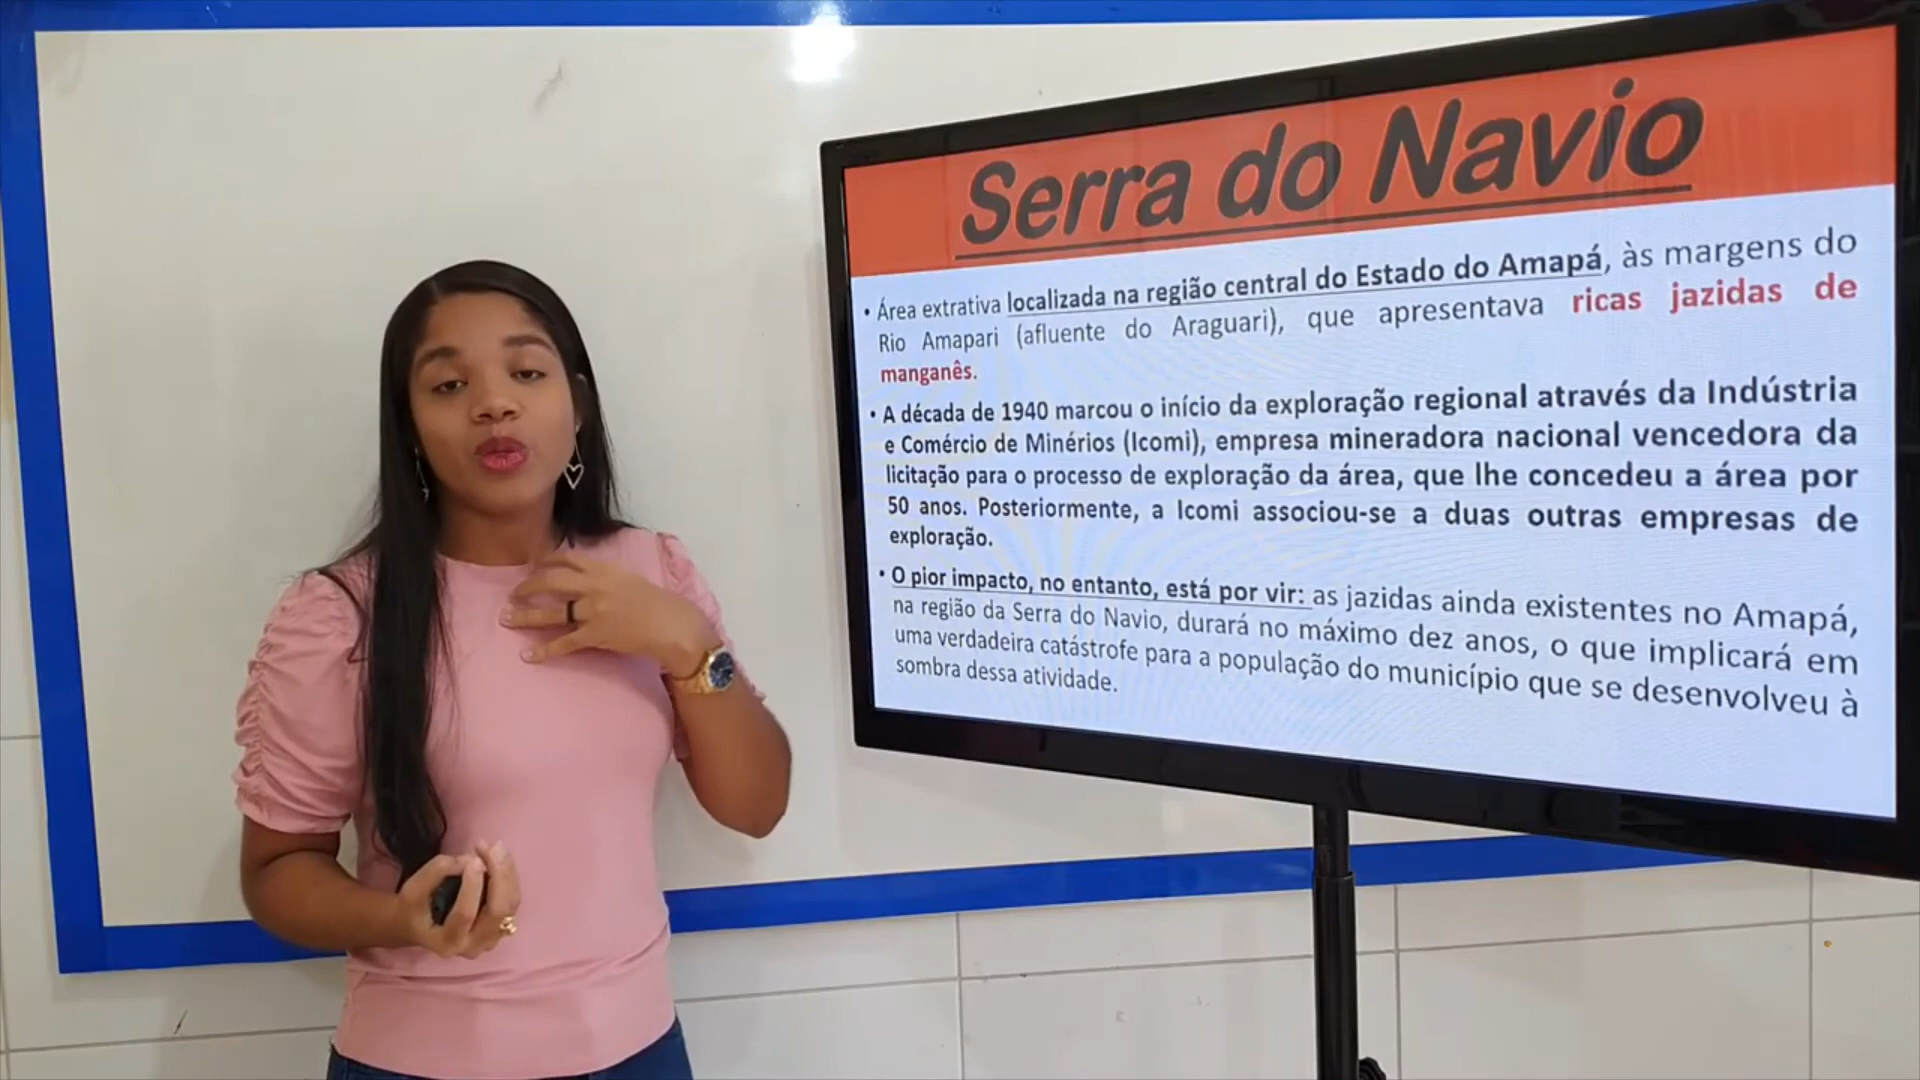 Serra do Navio
• Área extrativa localizada na região central do Estado do Amapá, às margens do
Rio Amapari (afluente do Araguari), que apresentava ricas jazidas de
manganês.
• A década de 1940 marcou o início da exploração regional através da Indústria
e Comércio de Minérios (Icomi), empresa mineradora nacional vencedora da
licitação para o processo de exploração da área, que lhe concedeu a área por
50 anos. Posteriormente, a Icomi associou-se a duas outras empresas de
exploração.
• O pior impacto, no entanto, está por vir: as jazidas ainda existentes no Amapá,
na região da Serra do Navio, durará no máximo dez anos, o que implicará em
uma verdadeira catástrofe para a população do município que se desenvolveu à
sombra dessa atividade.